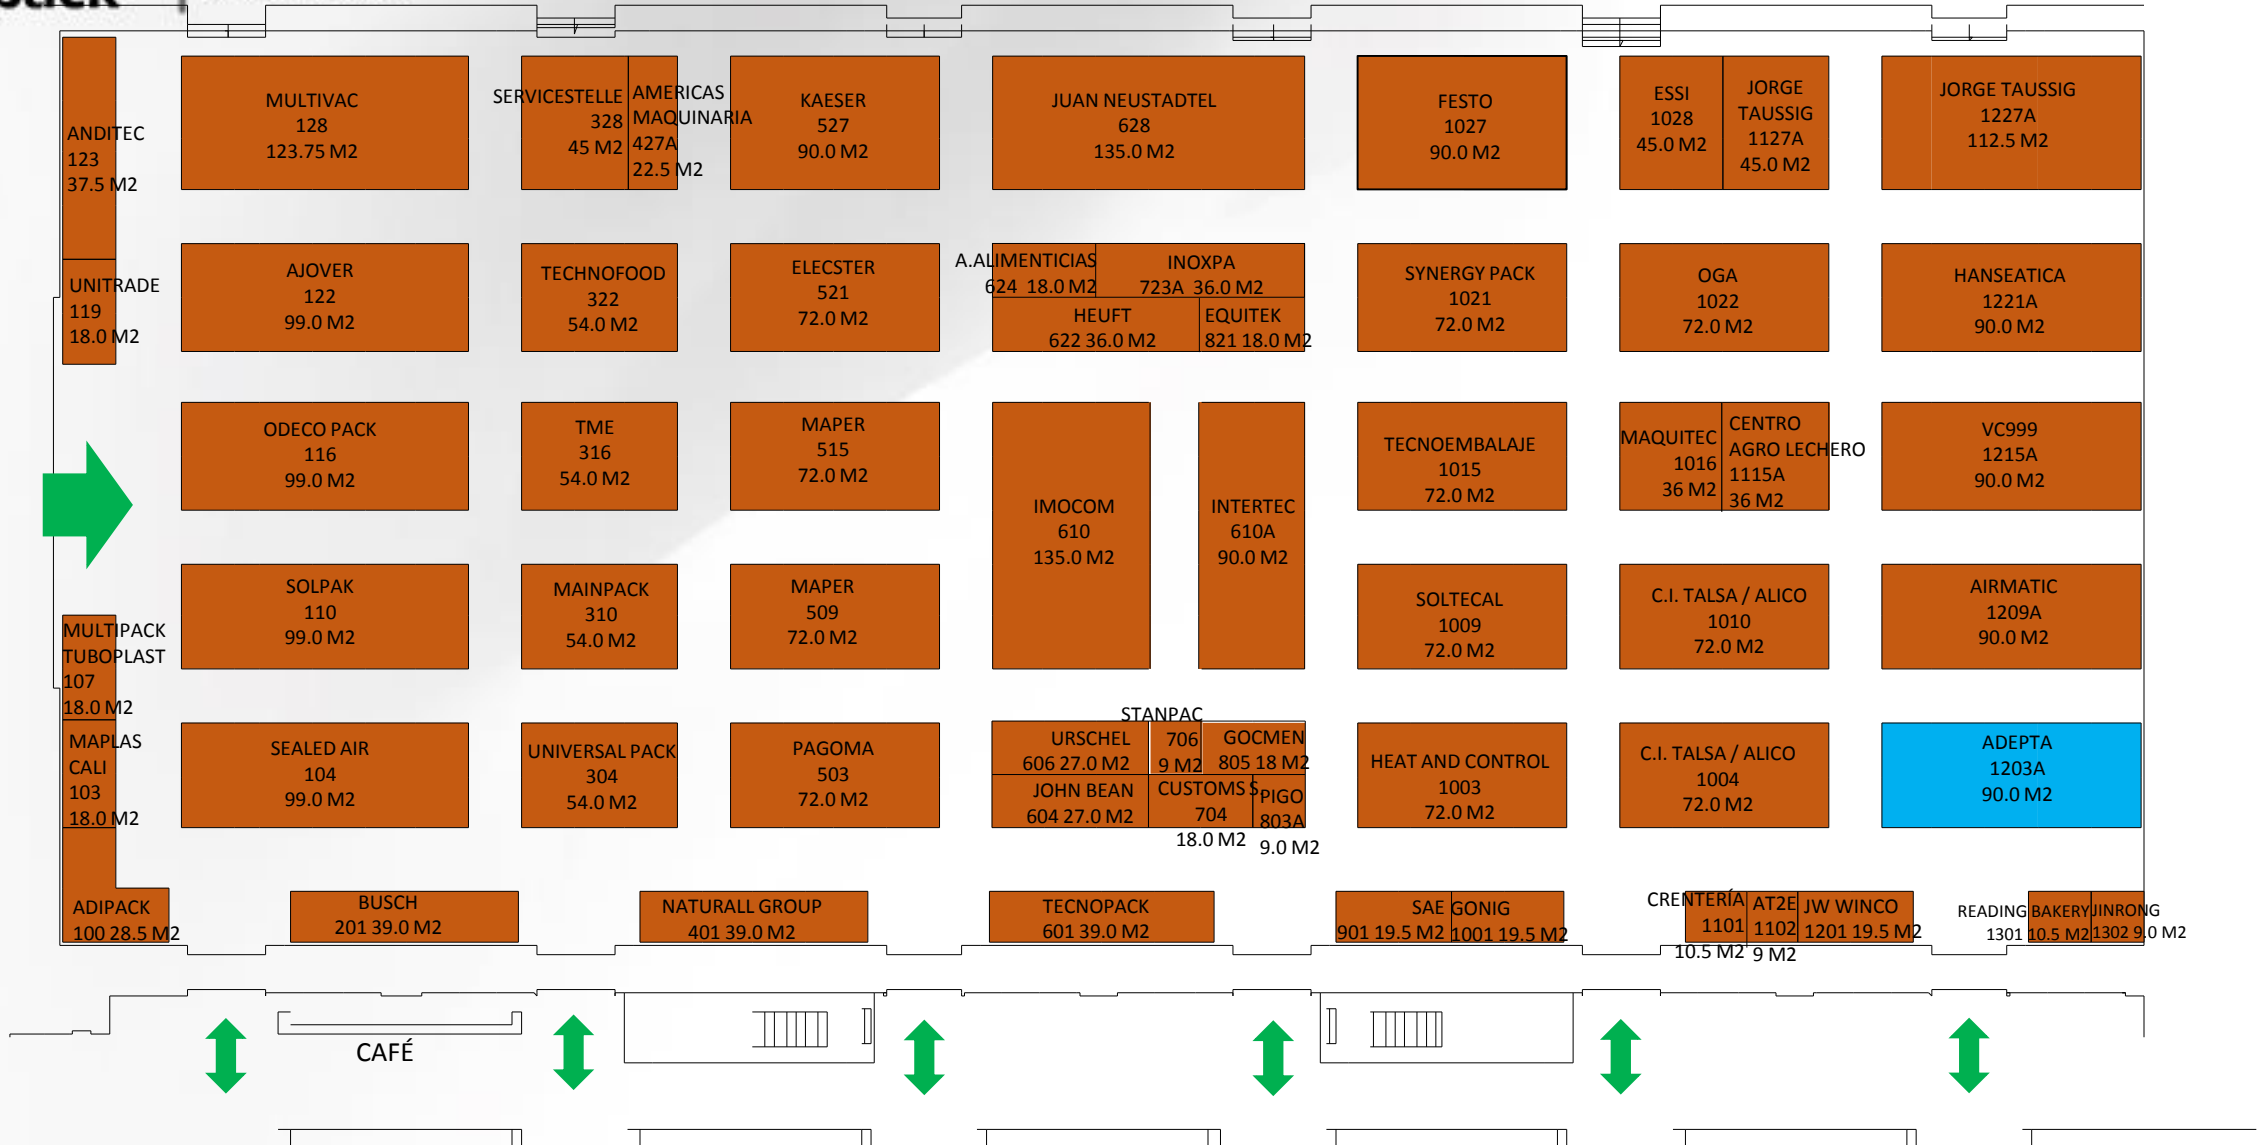 MULTIVAC
128
123.75 M2
SERVICESTELLE
328
45 M2
AMERICAS
MAQUINARIA
427A
22.5 M2
KAESER
527
90.0 M2
JUAN NEUSTADTEL
628
135.0 M2
FESTO
1027
90.0 M2
ESSI
1028
45.0 M2
JORGE
TAUSSIG
1127A
45.0 M2
JORGE TAUSSIG
1227A
112.5 M2
ANDITEC
123
37.5 M2
UNITRADE
119
18.0 M2
AJOVER
122
99.0 M2
TECHNOFOOD
322
54.0 M2
ELECSTER
521
72.0 M2
A.ALIMENTICIAS
624 18.0 M2
INOXPA
723A 36.0 M2
HEUFT
622 36.0 M2
EQUITEK
821 18.0 M2
SYNERGY PACK
1021
72.0 M2
OGA
1022
72.0 M2
HANSEATICA
1221A
90.0 M2
ODECO PACK
116
99.0 M2
TME
316
54.0 M2
MAPER
515
72.0 M2
IMOCOM
610
135.0 M2
INTERTEC
610A
90.0 M2
TECNOEMBALAJE
1015
72.0 M2
MAQUITEC
1016
36 M2
CENTRO
AGRO LECHERO
1115A
36 M2
VC999
1215A
90.0 M2
SOLPAK
110
99.0 M2
MAINPACK
310
54.0 M2
MAPER
509
72.0 M2
SOLTECAL
1009
72.0 M2
C.I. TALSA / ALICO
1010
72.0 M2
AIRMATIC
1209A
90.0 M2
MULTIPACK
TUBOPLAST
107
18.0 M2
MAPLAS
CALI
103
18.0 M2
SEALED AIR
104
99.0 M2
UNIVERSAL PACK
304
54.0 M2
PAGOMA
503
72.0 M2
URSCHEL
606 27.0 M2
STANPAC
706
9 M2
GOCMEN
805 18 M2
JOHN BEAN
604 27.0 M2
CUSTOMS S.
704
18.0 M2
PIGO
803A
9.0 M2
HEAT AND CONTROL
1003
72.0 M2
C.I. TALSA / ALICO
1004
72.0 M2
ADEPTA
1203A
90.0 M2
ADIPACK
100 28.5 M2
BUSCH
201 39.0 M2
NATURALL GROUP
401 39.0 M2
TECNOPACK
601 39.0 M2
SAE
901 19.5 M2
GONIG
1001 19.5 M2
CRENTERÍA
1101
10.5 M2
AT2E
1102
9 M2
JW WINCO
1201 19.5 M2
READING BAKERY
1301 10.5 M2
JINRONG
1302 9.0 M2
CAFÉ